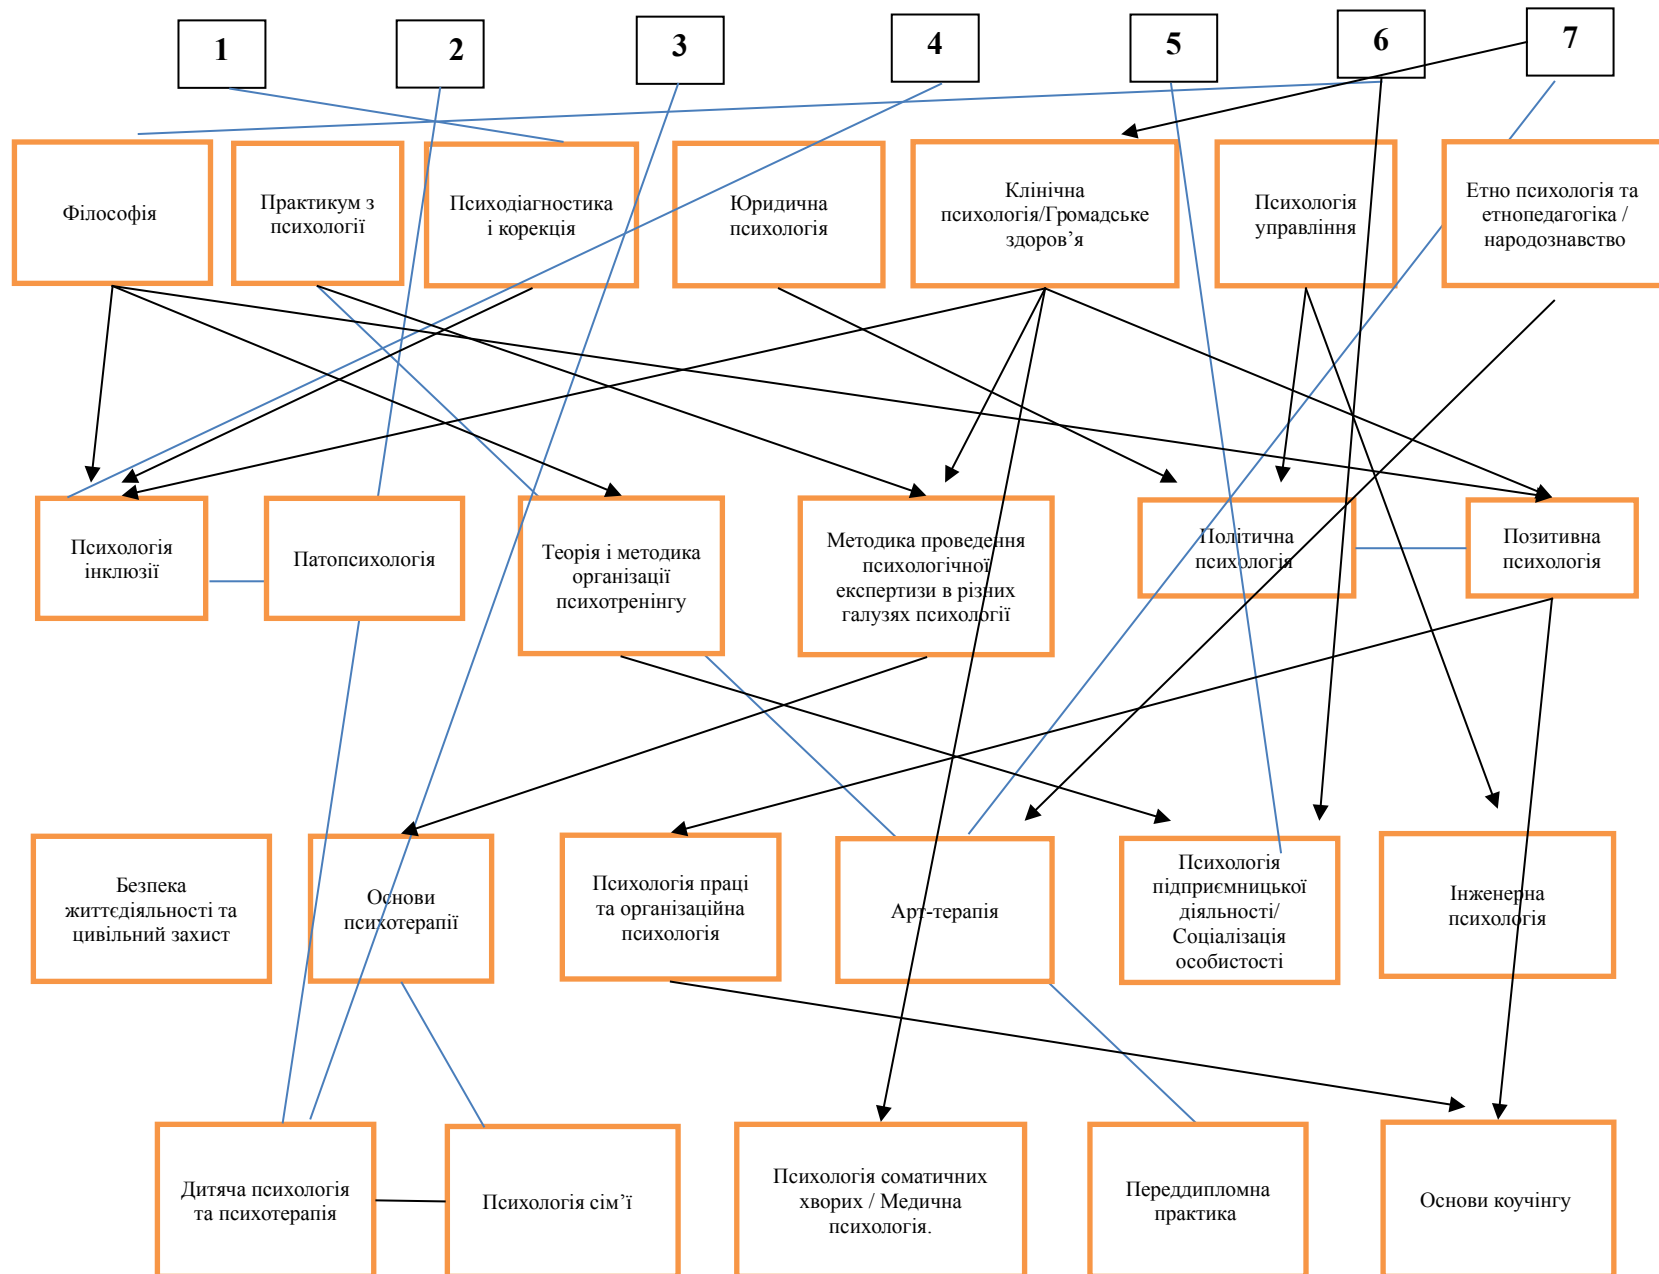 1
2
3
4
5
6
7
Філософія
Практикум з
психології
Психодіагностика
і корекція
Юридична
психологія
Клінічна
психологія/Громадське
здоров’я
Психологія
управління
Етно психологія та
етнопедагогіка /
народознавство
Психологія
інклюзії
Патопсихологія
Теорія і методика
організації
психотренінгу
Методика проведення
психологічної
експертизи в різних
галузях психології
Політична
психологія
Позитивна
психологія
Безпека
життєдіяльності та
цивільний захист
Основи
психотерапії
Психологія праці
та організаційна
психологія
Арт-терапія
Психологія
підприємницької
діяльності/
Соціалізація
особистості
Інженерна
психологія
Дитяча психологія
та психотерапія
Психологія сім’ї
Психологія соматичних
хворих / Медична
психологія.
Переддипломна
практика
Основи коучінгу